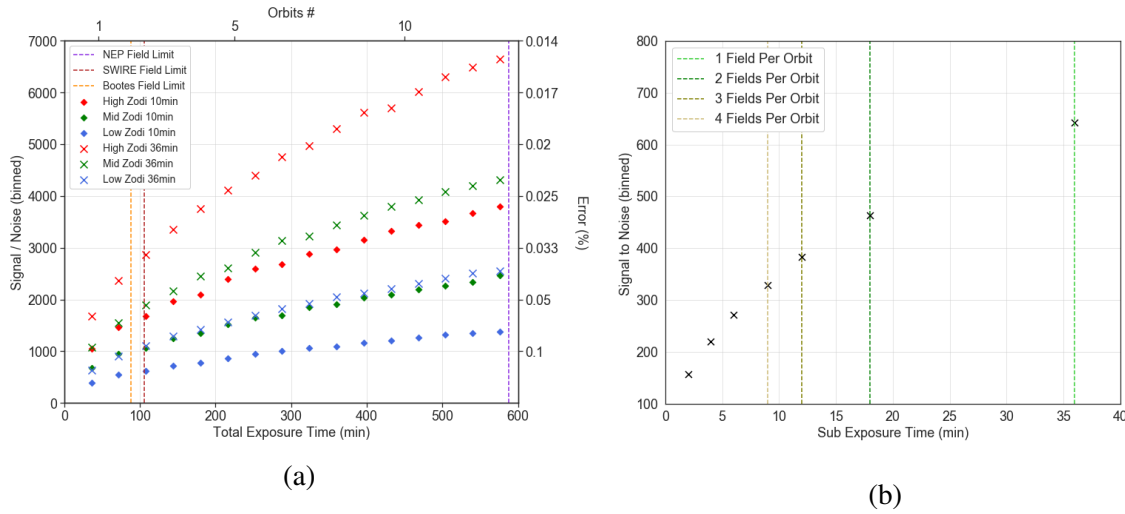 Orbits #
1 5 10
7000
6000
5000
4000
3000
2000
1000
0
Signal / Noise (binned)
NEP Field Limit
SWIRE Field Limit
Bootes Field Limit
High Zodi 10min
Mid Zodi 10min
Low Zodi 10min
High Zodi 36min
Mid Zodi 36min
Low Zodi 36min
0.014
0.017
0.02
0.025
0.033
0.05
0.1
Error (%)
0 100 200 300 400 500 600
Total Exposure Time (min)
(a)
800
700
600
500
400
300
200
100
Signal to Noise (binned)
1 Field Per Orbit
2 Fields Per Orbit
3 Fields Per Orbit
4 Fields Per Orbit
0 5 10 15 20 25 30 35 40
Sub Exposure Time (min)
(b)